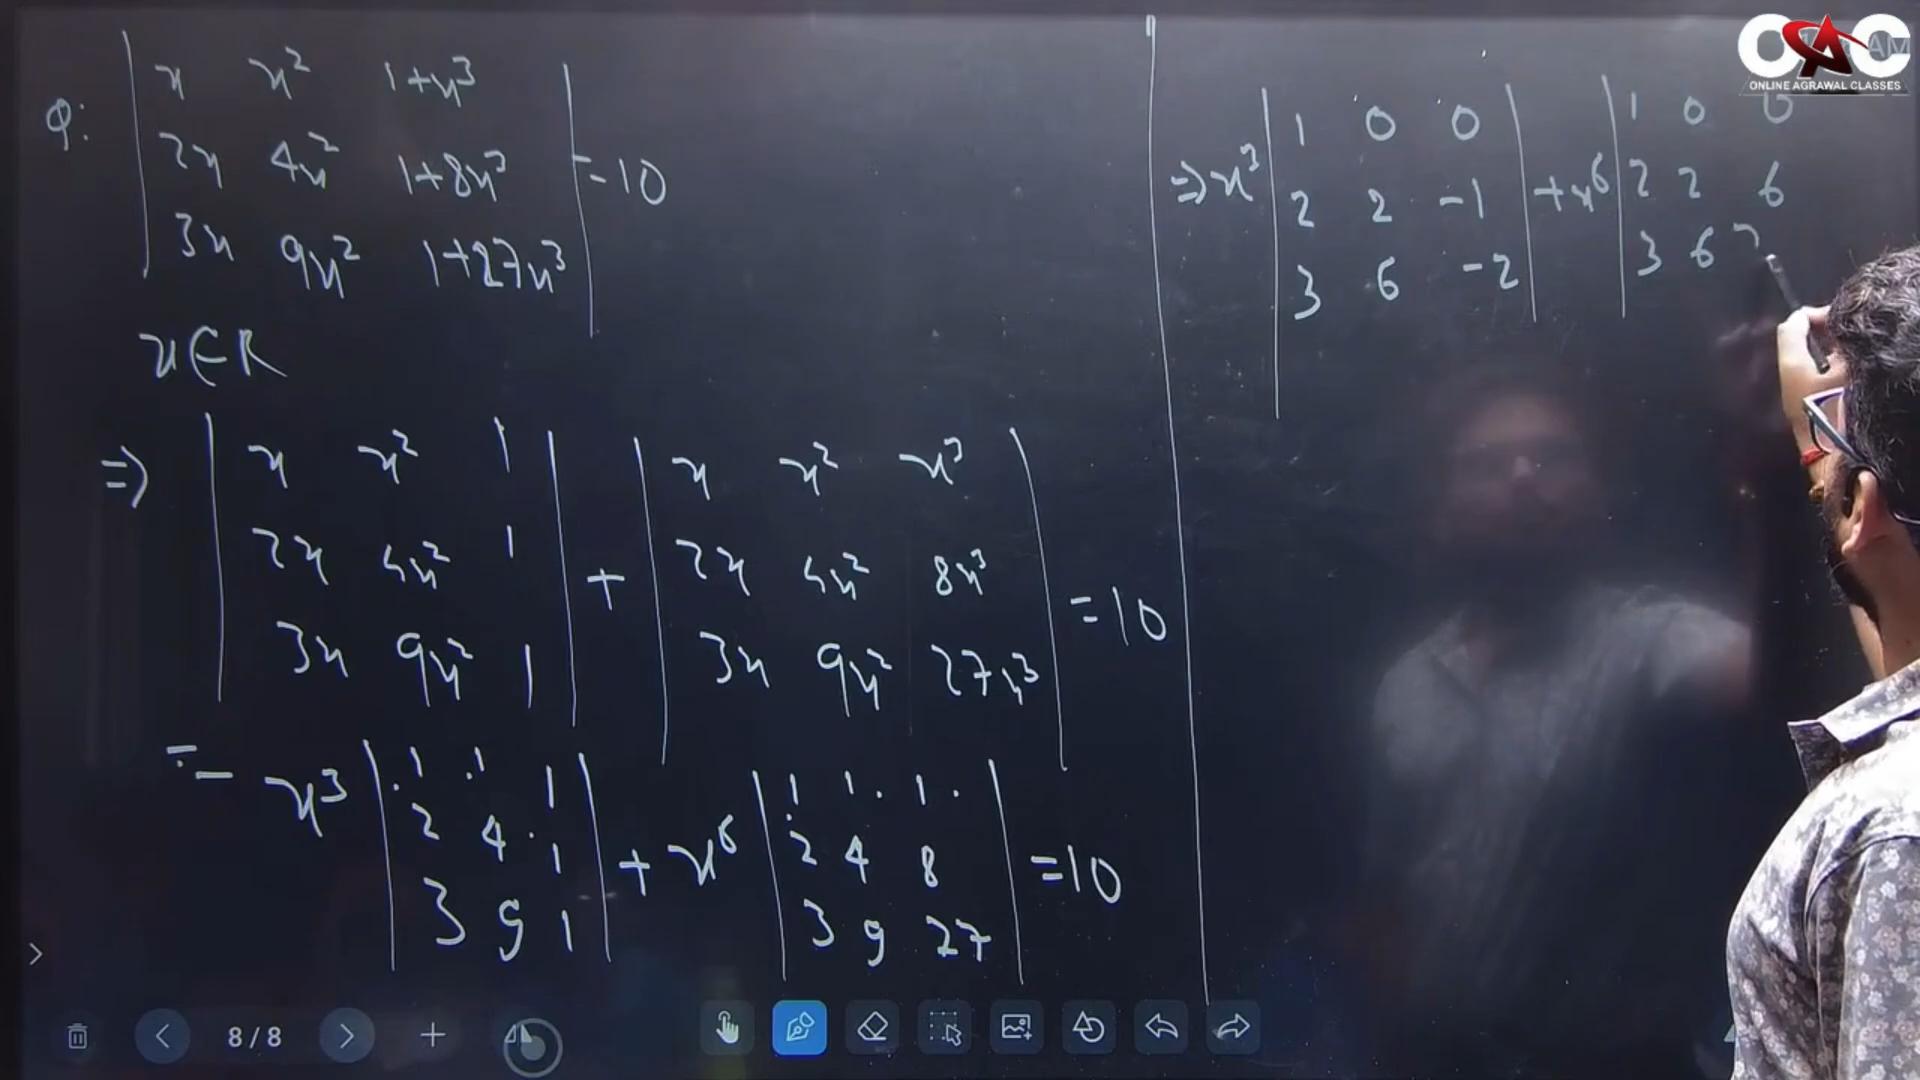 Q: | x x² 1+x³ |
| 2x 4x² 1+8x³ | = 10
| 3x 9x² 1+27x³ |
x ∈ R
⇒ | x x² 1 | + | x x² x³ | = 10
| 2x 4x² 1 | | 2x 4x² 8x³ |
| 3x 9x² 1 | | 3x 9x² 27x³ |
= x³ | 1 1 1 | + x⁶ | 1 1 1 | = 10
| 2 4 1 | | 2 4 8 |
| 3 9 1 | | 3 9 27 |
⇒ x³ | 1 0 0 | + x⁶ | 1 0 0
| 2 2 -1 | | 2 2 6
| 3 6 -2 | | 3 6
OAC
ONLINE AGRAWAL CLASSES
8 / 8